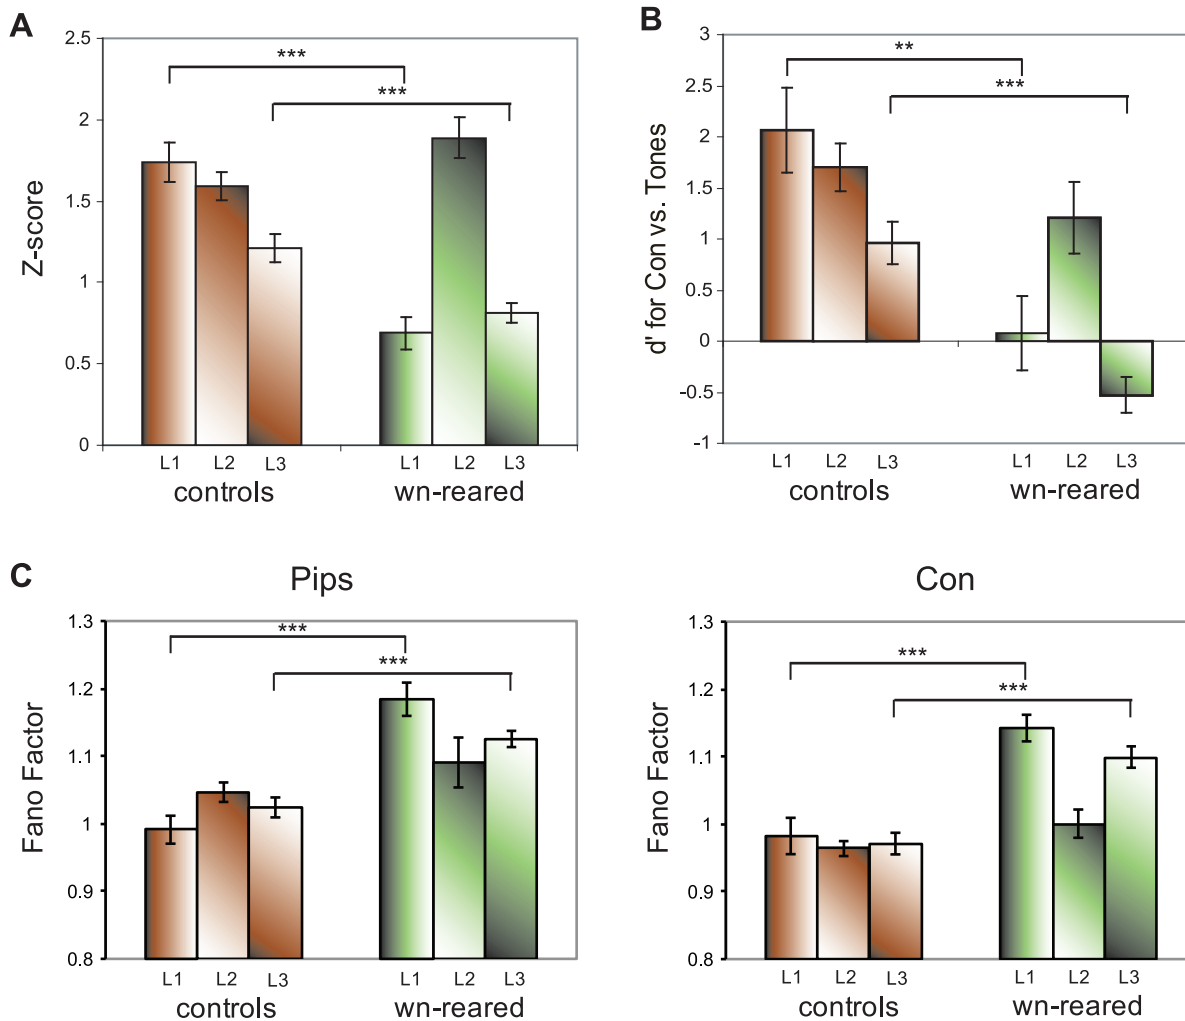 A
2.5
2
1.5
1
0.5
0
Z-score
***
***
L1 L2 L3 L1 L2 L3
controls wn-reared
B
3
2.5
2
1.5
1
0.5
0
-0.5
-1
d' for Con vs. Tones
**
***
L1 L2 L3 L1 L2 L3
controls wn-reared
C
Pips
1.3
1.2
1.1
1
0.9
0.8
Fano Factor
***
***
L1 L2 L3 L1 L2 L3
controls wn-reared
Con
1.3
1.2
1.1
1
0.9
0.8
Fano Factor
***
***
L1 L2 L3 L1 L2 L3
controls wn-reared